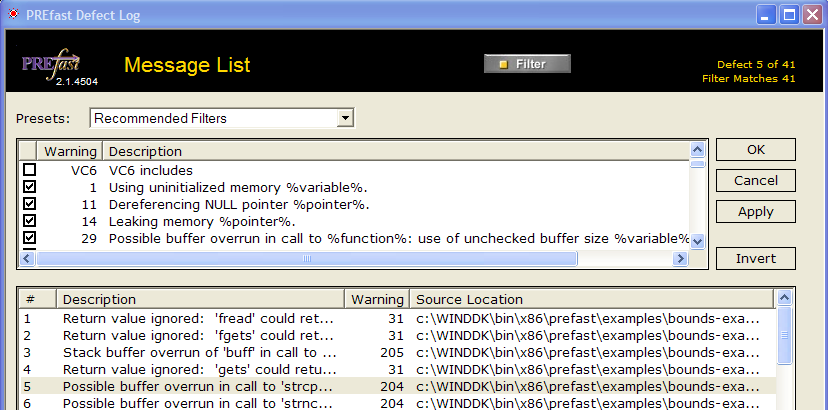 PREfast Defect Log
PREfast
2.1.4504
Message List
Filter
Defect 5 of 41
Filter Matches 41
Presets: Recommended Filters
Warning Description
VC6 VC6 includes
1 Using uninitialized memory %variable%.
11 Dereferencing NULL pointer %pointer%.
14 Leaking memory %pointer%.
29 Possible buffer overrun in call to %function%: use of unchecked buffer size %variable%
OK
Cancel
Apply
Invert
# Description Warning Source Location
1 Return value ignored: 'fread' could ret... 31 c:\WINDDK\bin\x86\prefast\examples\bounds-exa...
2 Return value ignored: 'fgets' could ret... 31 c:\WINDDK\bin\x86\prefast\examples\bounds-exa...
3 Stack buffer overrun of 'buff' in call to ... 205 c:\WINDDK\bin\x86\prefast\examples\bounds-exa...
4 Return value ignored: 'gets' could retu... 31 c:\WINDDK\bin\x86\prefast\examples\bounds-exa...
5 Possible buffer overrun in call to 'strcp... 204 c:\WINDDK\bin\x86\prefast\examples\bounds-exa...
6 Possible buffer overrun in call to 'strnc... 204 c:\WINDDK\bin\x86\prefast\examples\bounds-exa...